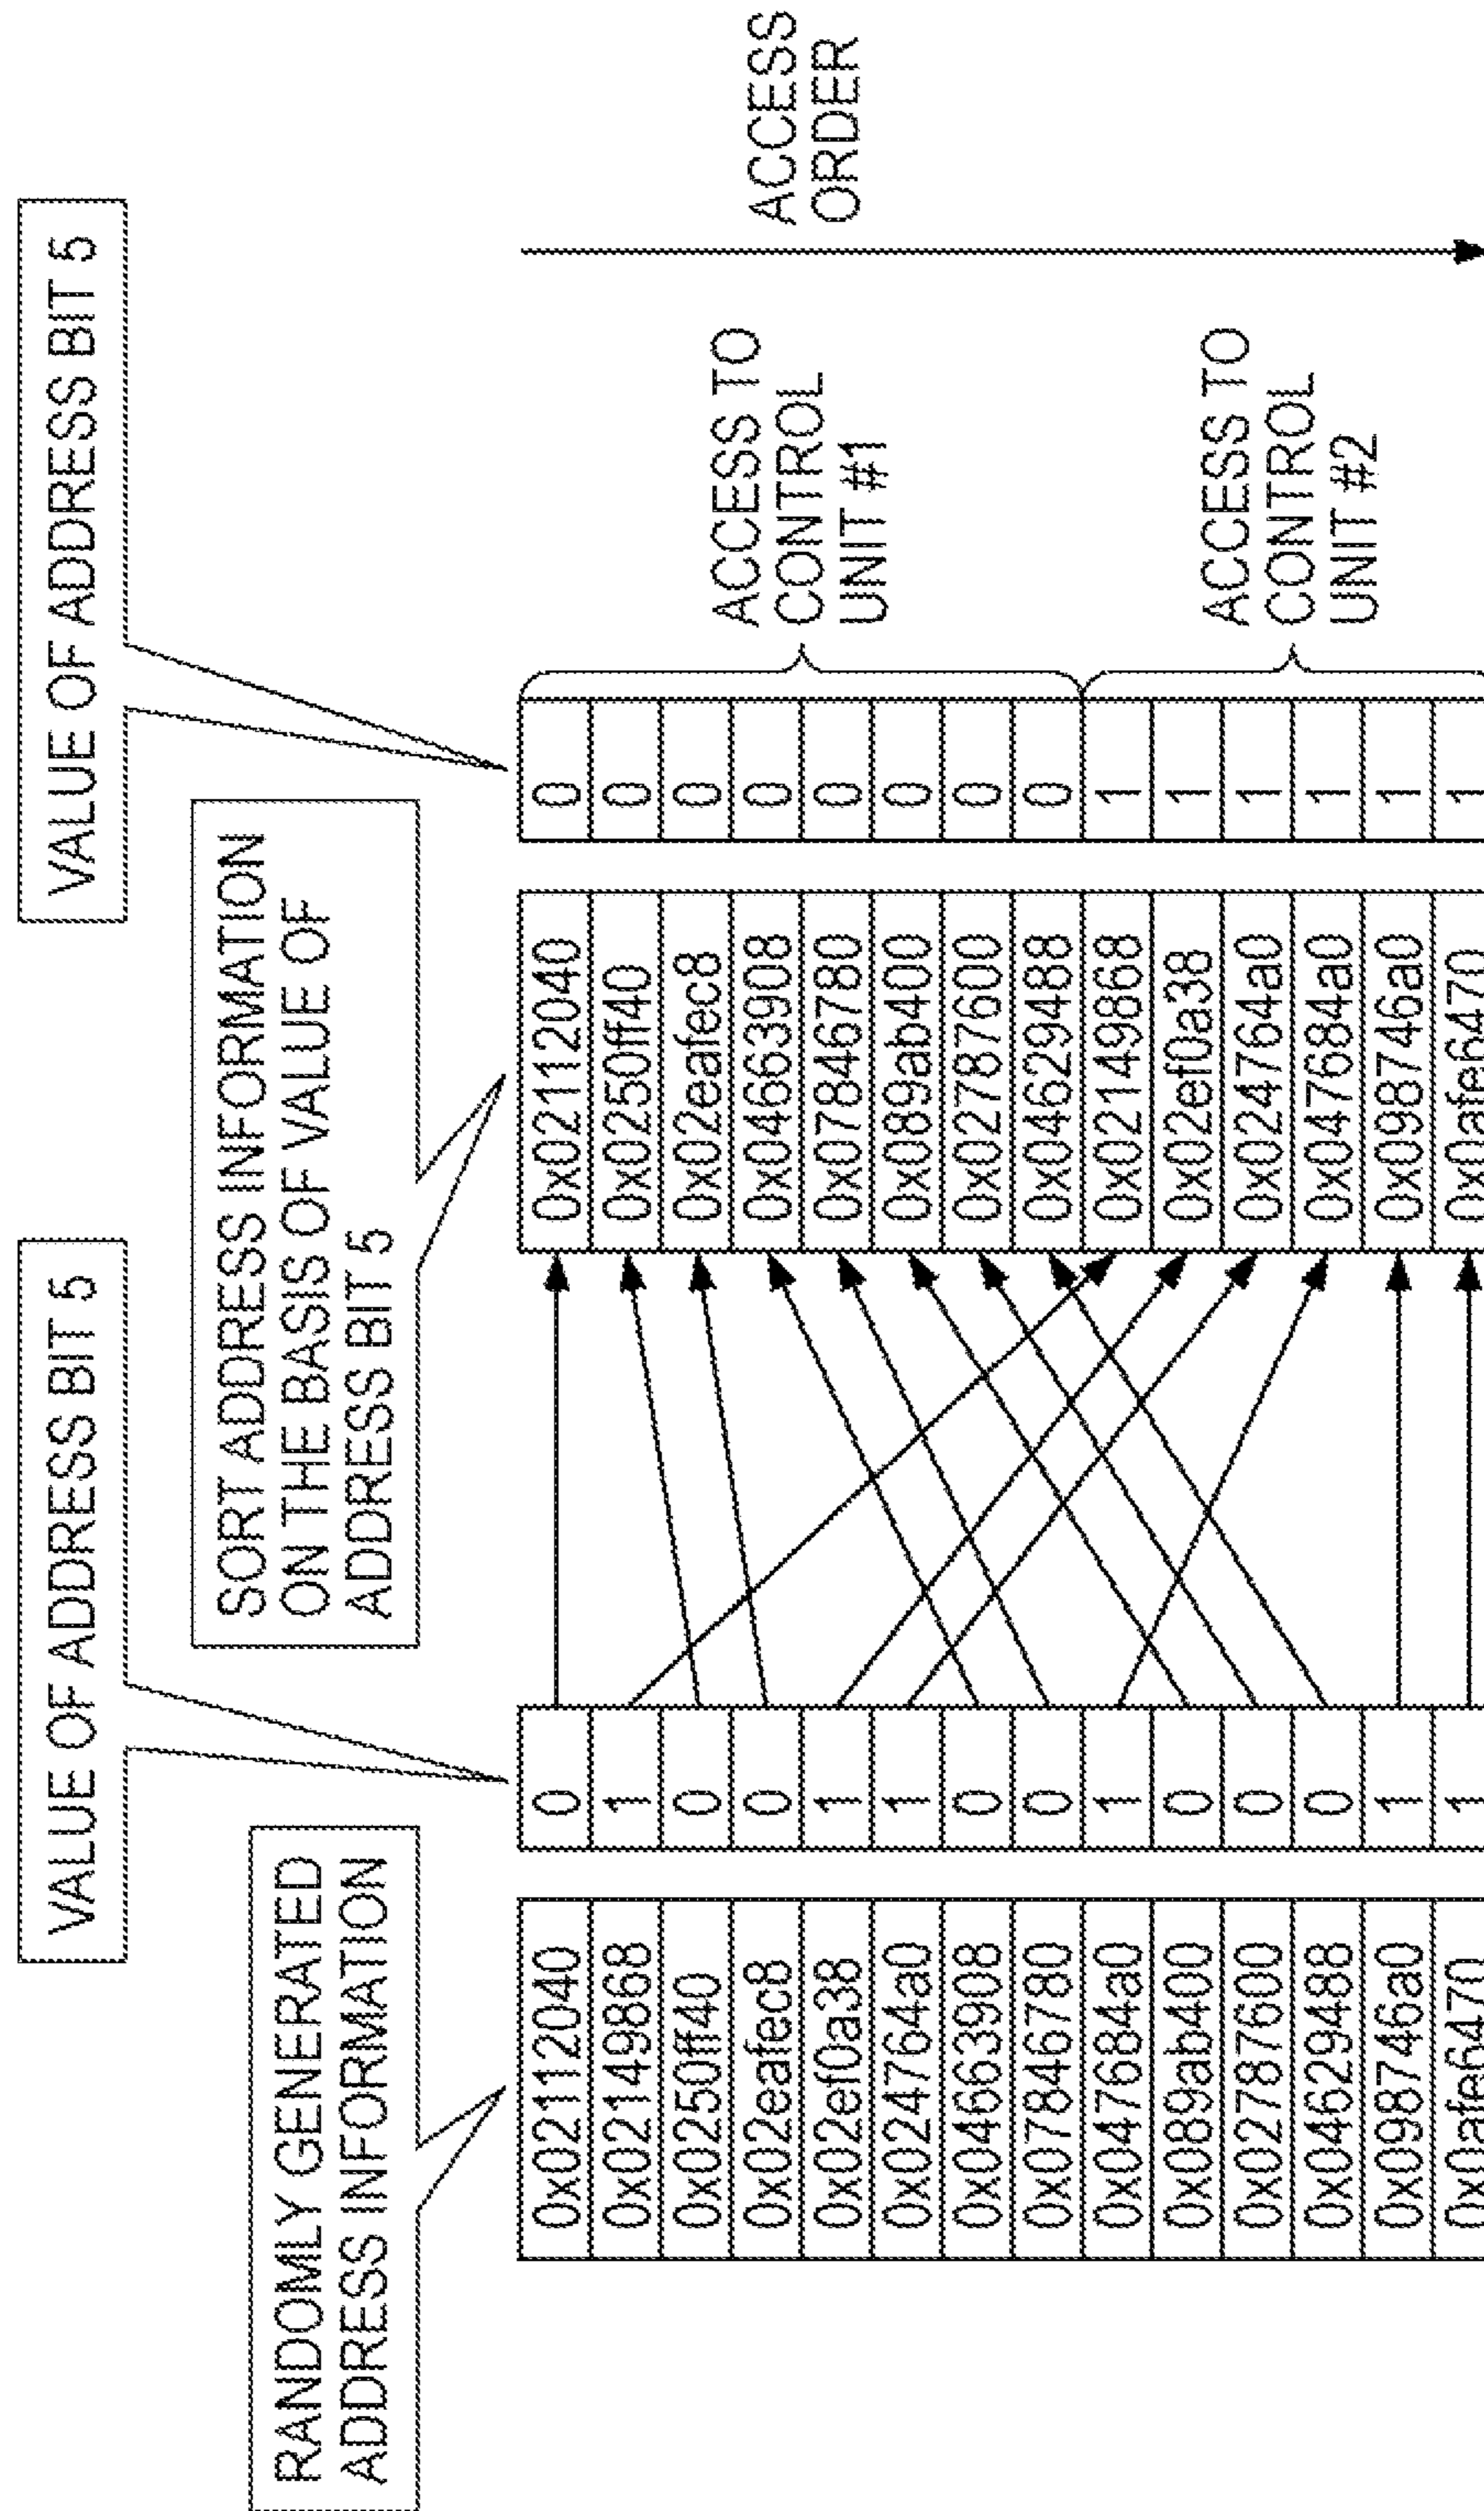 VALUE OF ADDRESS BIT 5
VALUE OF ADDRESS BIT 5
RANDOMLY GENERATED
ADDRESS INFORMATION
SORT ADDRESS INFORMATION
ON THE BASIS OF VALUE OF
ADDRESS BIT 5
0x02112040 0 0x02112040 0
0x02149868 1 0x0250ff40 0
0x0250ff40 0 0x02eafec8 0
0x02eafec8 0 0x04663908 0
0x02ef0a38 1 0x07846780 0
0x024764a0 1 0x089ab400 0
0x04663908 0 0x02787600 0
0x07846780 0 0x04629488 0
0x047684a0 1 0x02149868 1
0x089ab400 0 0x02ef0a38 1
0x02787600 0 0x024764a0 1
0x04629488 0 0x047684a0 1
0x098746a0 1 0x098746a0 1
0x0afe6470 1 0x0afe6470 1
ACCESS TO
CONTROL
UNIT #1
ACCESS TO
CONTROL
UNIT #2
ACCESS
ORDER